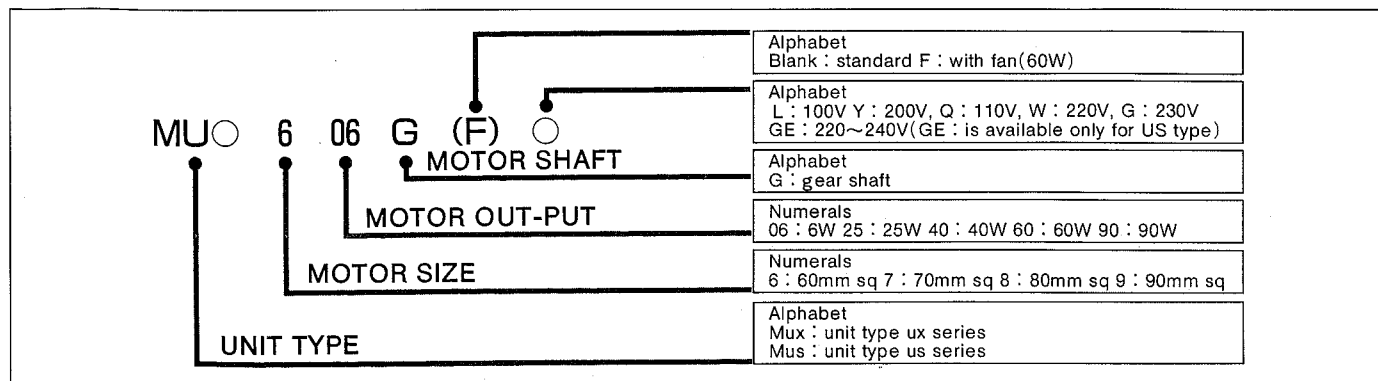 Alphabet
Blank : standard F : with fan(60W)
Alphabet
L : 100V Y : 200V, Q : 110V, W : 220V, G : 230V
GE : 220～240V(GE : is available only for US type)
MU○ 6 06 G (F) ○
MOTOR SHAFT
Alphabet
G : gear shaft
MOTOR OUT-PUT
Numerals
06 : 6W 25 : 25W 40 : 40W 60 : 60W 90 : 90W
MOTOR SIZE
Numerals
6 : 60mm sq 7 : 70mm sq 8 : 80mm sq 9 : 90mm sq
UNIT TYPE
Alphabet
Mux : unit type ux series
Mus : unit type us series